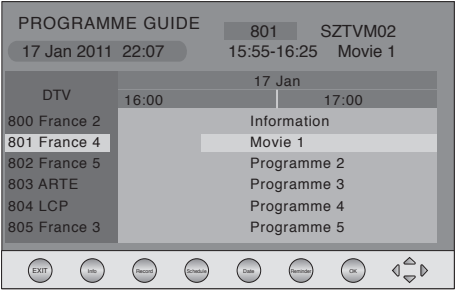 PROGRAMME GUIDE 801 SZTVM02
17 Jan 2011 22:07 15:55-16:25 Movie 1
DTV 17 Jan
16:00 17:00
800 France 2 Information
801 France 4 Movie 1
802 France 5 Programme 2
803 ARTE Programme 3
804 LCP Programme 4
805 France 3 Programme 5
EXIT Info Record Schedule Date Reminder OK